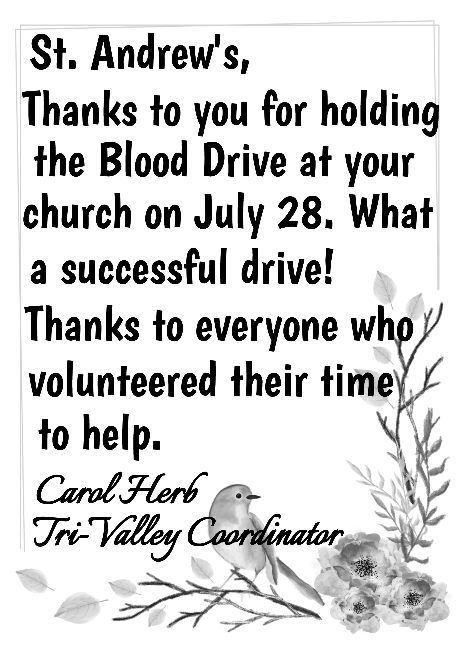 St. Andrew's,
Thanks to you for holding
the Blood Drive at your
church on July 28. What
a successful drive!
Thanks to everyone who
volunteered their time
to help.
Carol Herb
Tri-Valley Coordinator